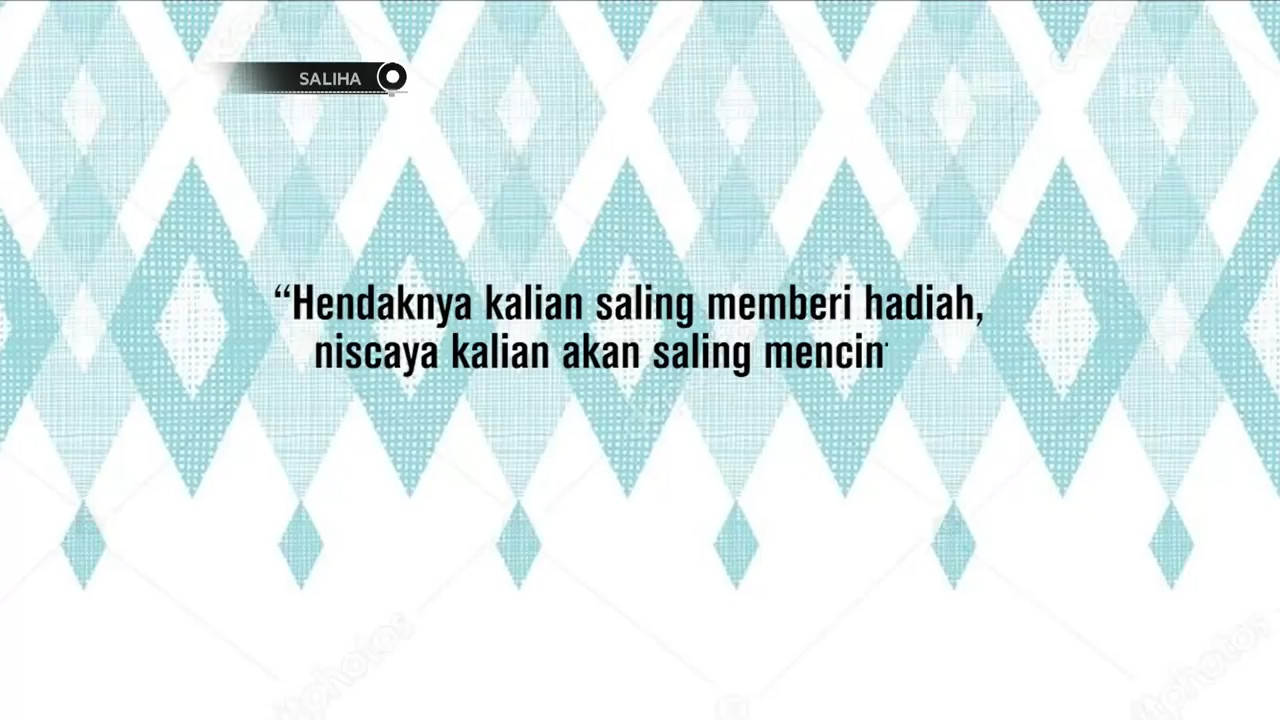 SALIHA
“Hendaknya kalian saling memberi hadiah,
niscaya kalian akan saling mencin